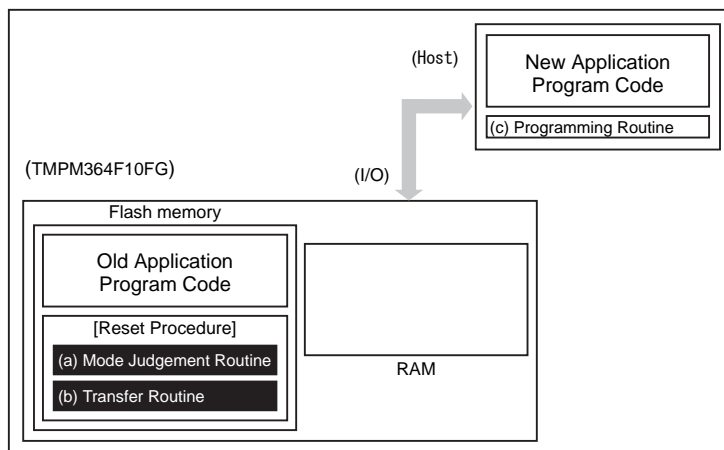 (Host)
New Application
Program Code
(c) Programming Routine
(TMPM364F10FG)
(I/O)
Flash memory
Old Application
Program Code
[Reset Procedure]
(a) Mode Judgement Routine
(b) Transfer Routine
RAM